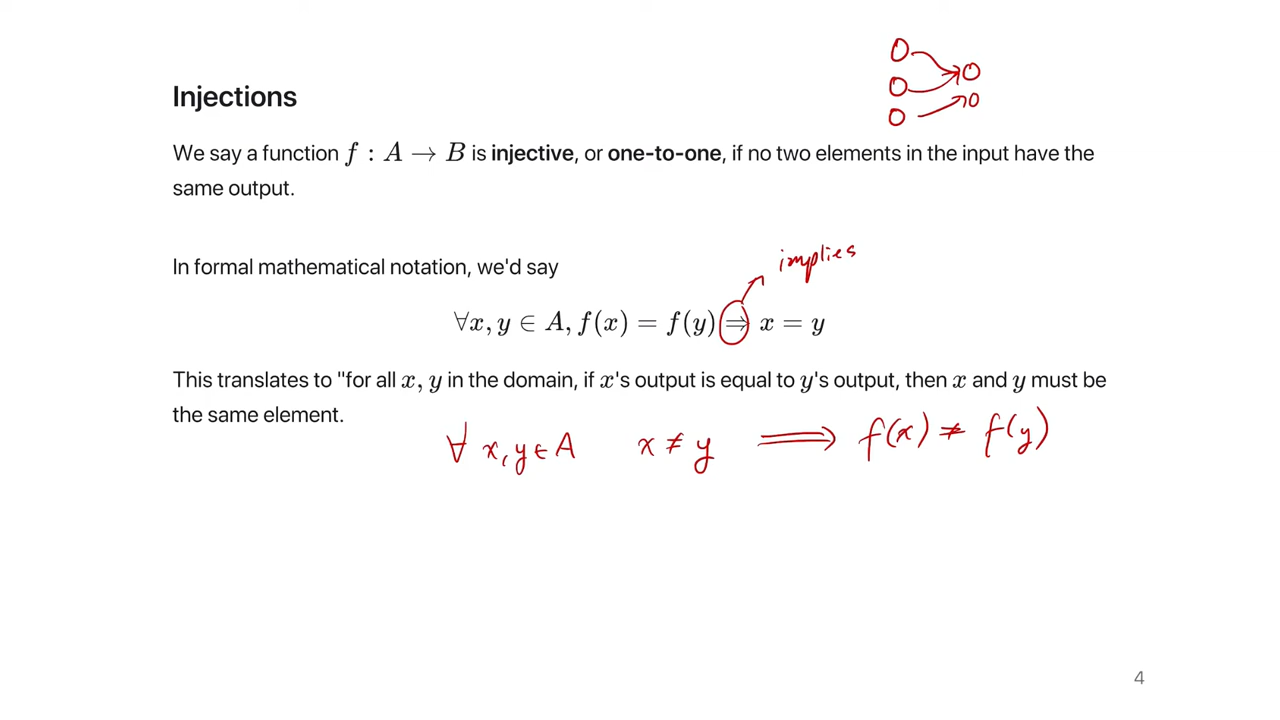 Injections
We say a function f : A → B is injective, or one-to-one, if no two elements in the input have the
same output.
implies
In formal mathematical notation, we'd say
∀x, y ∈ A, f(x) = f(y) ⇒ x = y
This translates to "for all x, y in the domain, if x's output is equal to y's output, then x and y must be
the same element.
∀ x, y ∈ A x ≠ y ⟹ f(x) ≠ f(y)
4